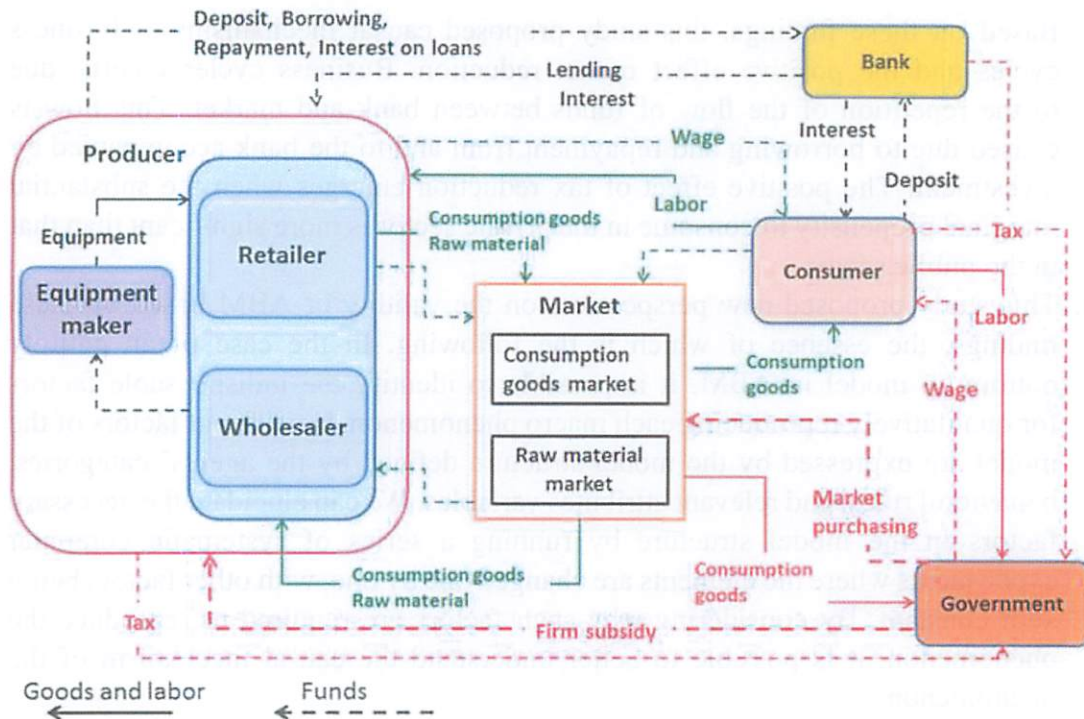 Deposit, Borrowing,
Repayment, Interest on loans
Lending
Interest
Bank
Wage
Interest
Producer
Deposit
Labor
Tax
Equipment
Consumption goods
Raw material
Retailer
Consumer
Equipment
maker
Market
Labor
Consumption
goods market
Consumption
goods
Wage
Wholesaler
Raw material
market
Market
purchasing
Consumption goods
Raw material
Consumption
goods
Government
Tax
Firm subsidy
Goods and labor
Funds